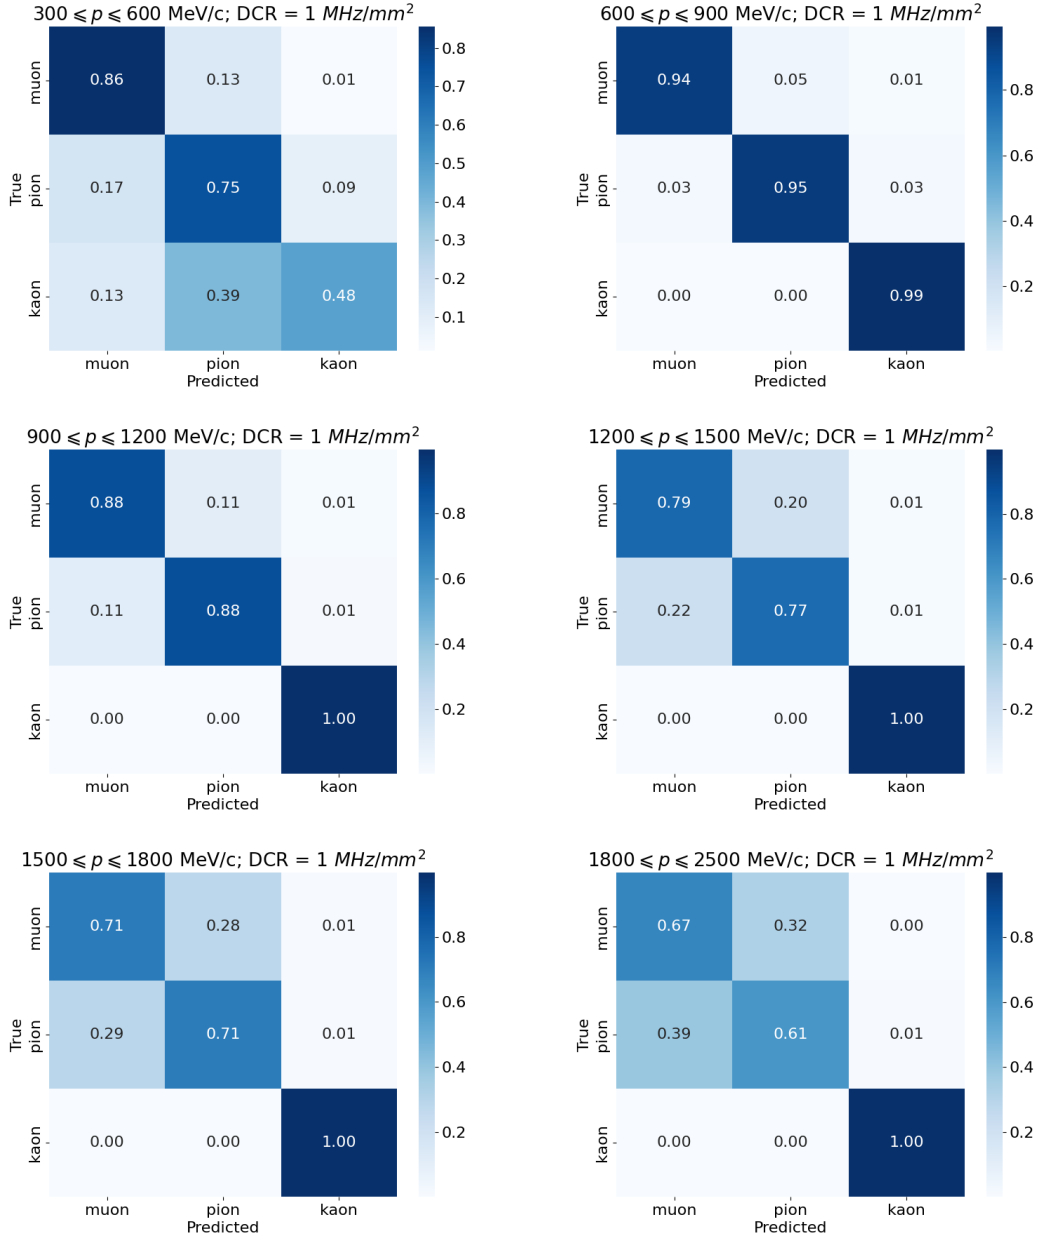 300 ⩽ p ⩽ 600 MeV/c; DCR = 1 MHz/mm²
muon 0.86 0.13 0.01
True pion 0.17 0.75 0.09
kaon 0.13 0.39 0.48
muon pion kaon
Predicted
0.8
0.7
0.6
0.5
0.4
0.3
0.2
0.1
600 ⩽ p ⩽ 900 MeV/c; DCR = 1 MHz/mm²
muon 0.94 0.05 0.01
True pion 0.03 0.95 0.03
kaon 0.00 0.00 0.99
muon pion kaon
Predicted
0.8
0.6
0.4
0.2
900 ⩽ p ⩽ 1200 MeV/c; DCR = 1 MHz/mm²
muon 0.88 0.11 0.01
True pion 0.11 0.88 0.01
kaon 0.00 0.00 1.00
muon pion kaon
Predicted
0.8
0.6
0.4
0.2
1200 ⩽ p ⩽ 1500 MeV/c; DCR = 1 MHz/mm²
muon 0.79 0.20 0.01
True pion 0.22 0.77 0.01
kaon 0.00 0.00 1.00
muon pion kaon
Predicted
0.8
0.6
0.4
0.2
1500 ⩽ p ⩽ 1800 MeV/c; DCR = 1 MHz/mm²
muon 0.71 0.28 0.01
True pion 0.29 0.71 0.01
kaon 0.00 0.00 1.00
muon pion kaon
Predicted
0.8
0.6
0.4
0.2
1800 ⩽ p ⩽ 2500 MeV/c; DCR = 1 MHz/mm²
muon 0.67 0.32 0.00
True pion 0.39 0.61 0.01
kaon 0.00 0.00 1.00
muon pion kaon
Predicted
0.8
0.6
0.4
0.2